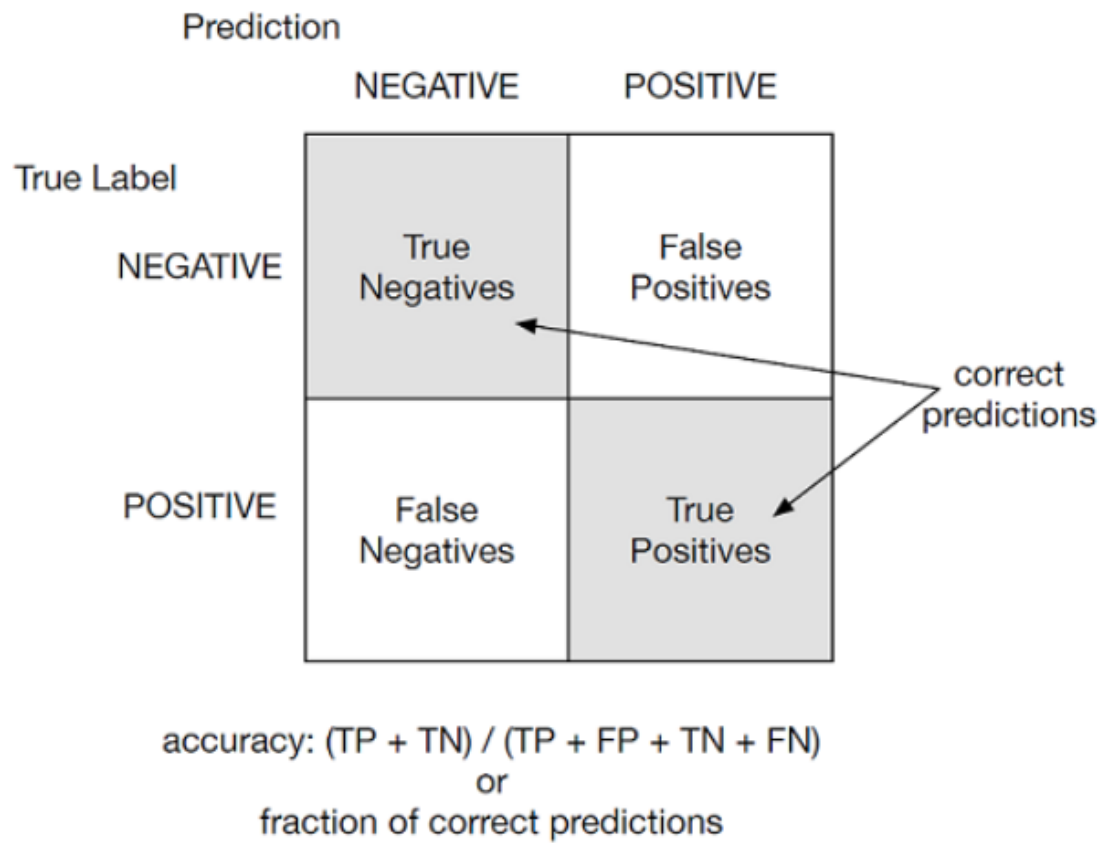 Prediction
NEGATIVE POSITIVE
True Label
NEGATIVE
True
Negatives
False
Positives
correct
predictions
POSITIVE
False
Negatives
True
Positives
accuracy: (TP + TN) / (TP + FP + TN + FN)
or
fraction of correct predictions